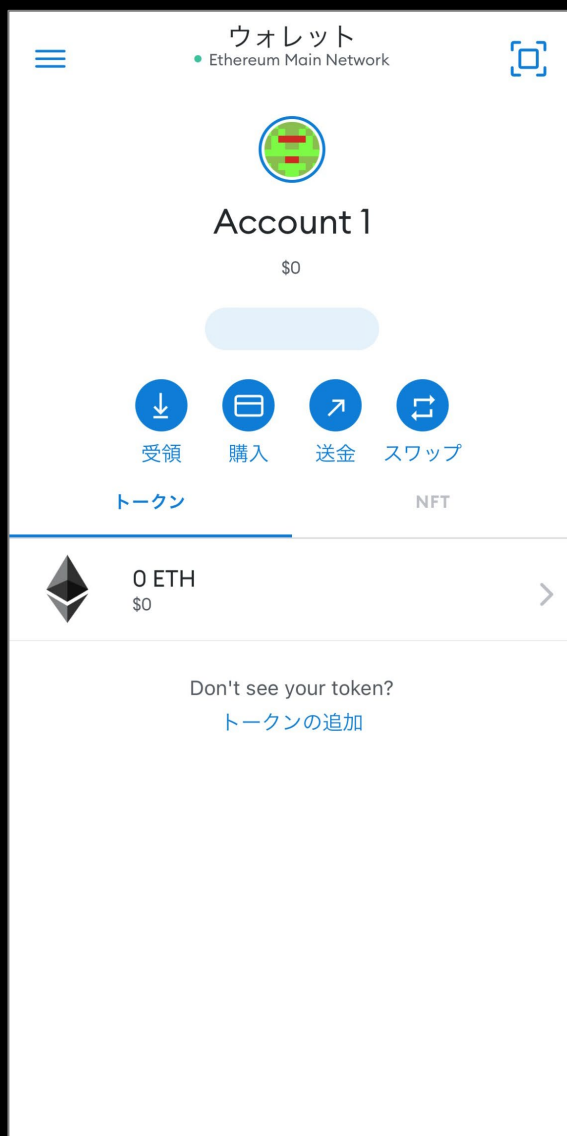 ウォレット
Ethereum Main Network
Account 1
$0
受領 購入 送金 スワップ
トークン NFT
0 ETH
$0
Don't see your token?
トークンの追加